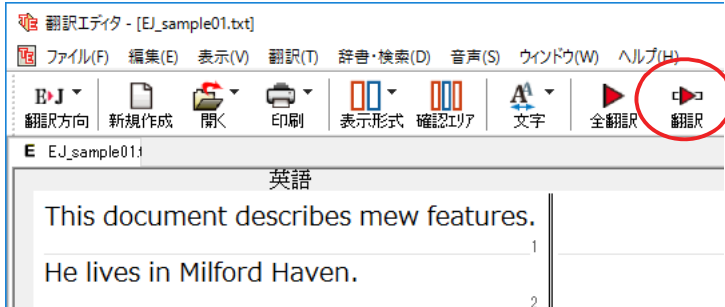 翻訳エディタ - [EJ_sample01.txt]
ファイル(F) 編集(E) 表示(V) 翻訳(T) 辞書・検索(D) 音声(S) ウィンドウ(W) ヘルプ(H)
E▶J
翻訳方向 新規作成 開く 印刷 表示形式 確認エリア 文字 全翻訳 翻訳
E EJ_sample01.t
英語
This document describes mew features.
1
He lives in Milford Haven.
2